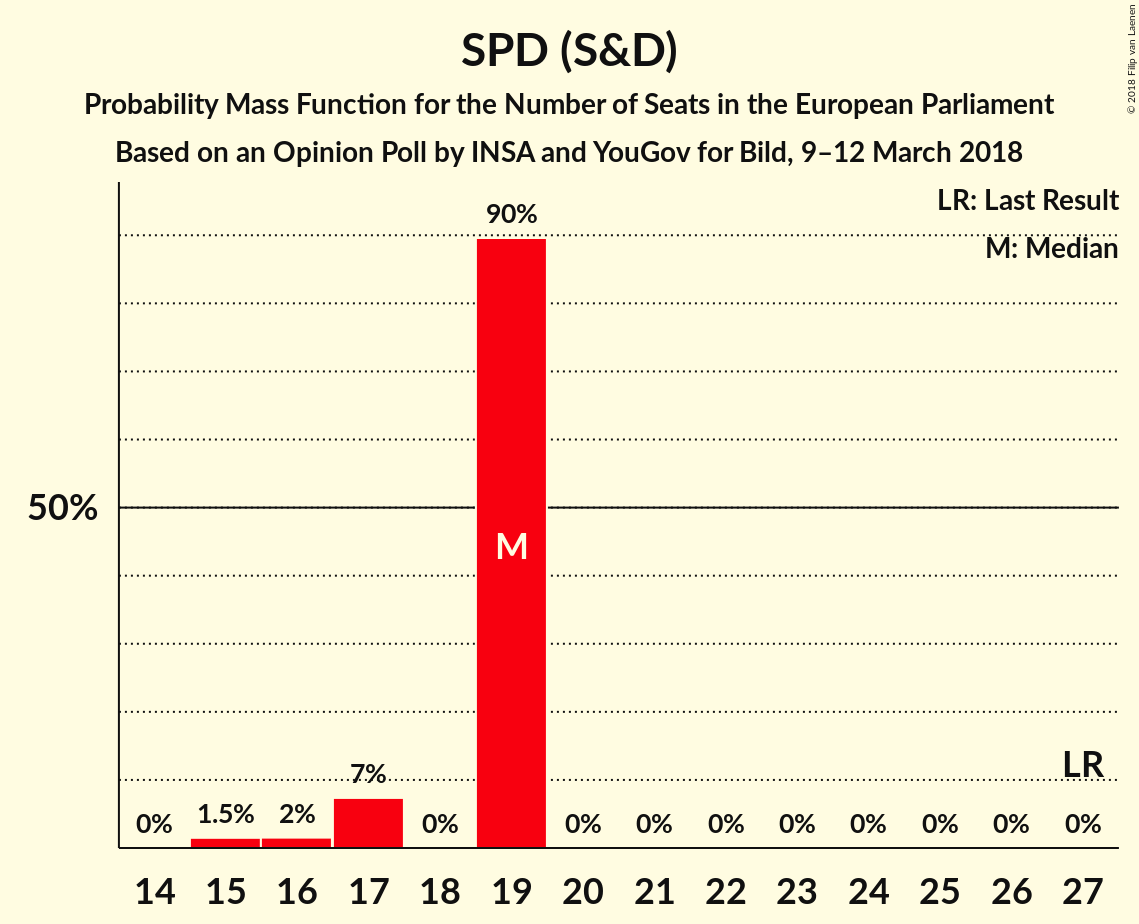 SPD (S&D)
Probability Mass Function for the Number of Seats in the European Parliament
Based on an Opinion Poll by INSA and YouGov for Bild, 9–12 March 2018
© 2018 Filip van Laenen
LR: Last Result
M: Median
90%
50%
M
LR
7%
0% 1.5% 2% 0% 0% 0% 0% 0% 0% 0% 0% 0%
14 15 16 17 18 19 20 21 22 23 24 25 26 27